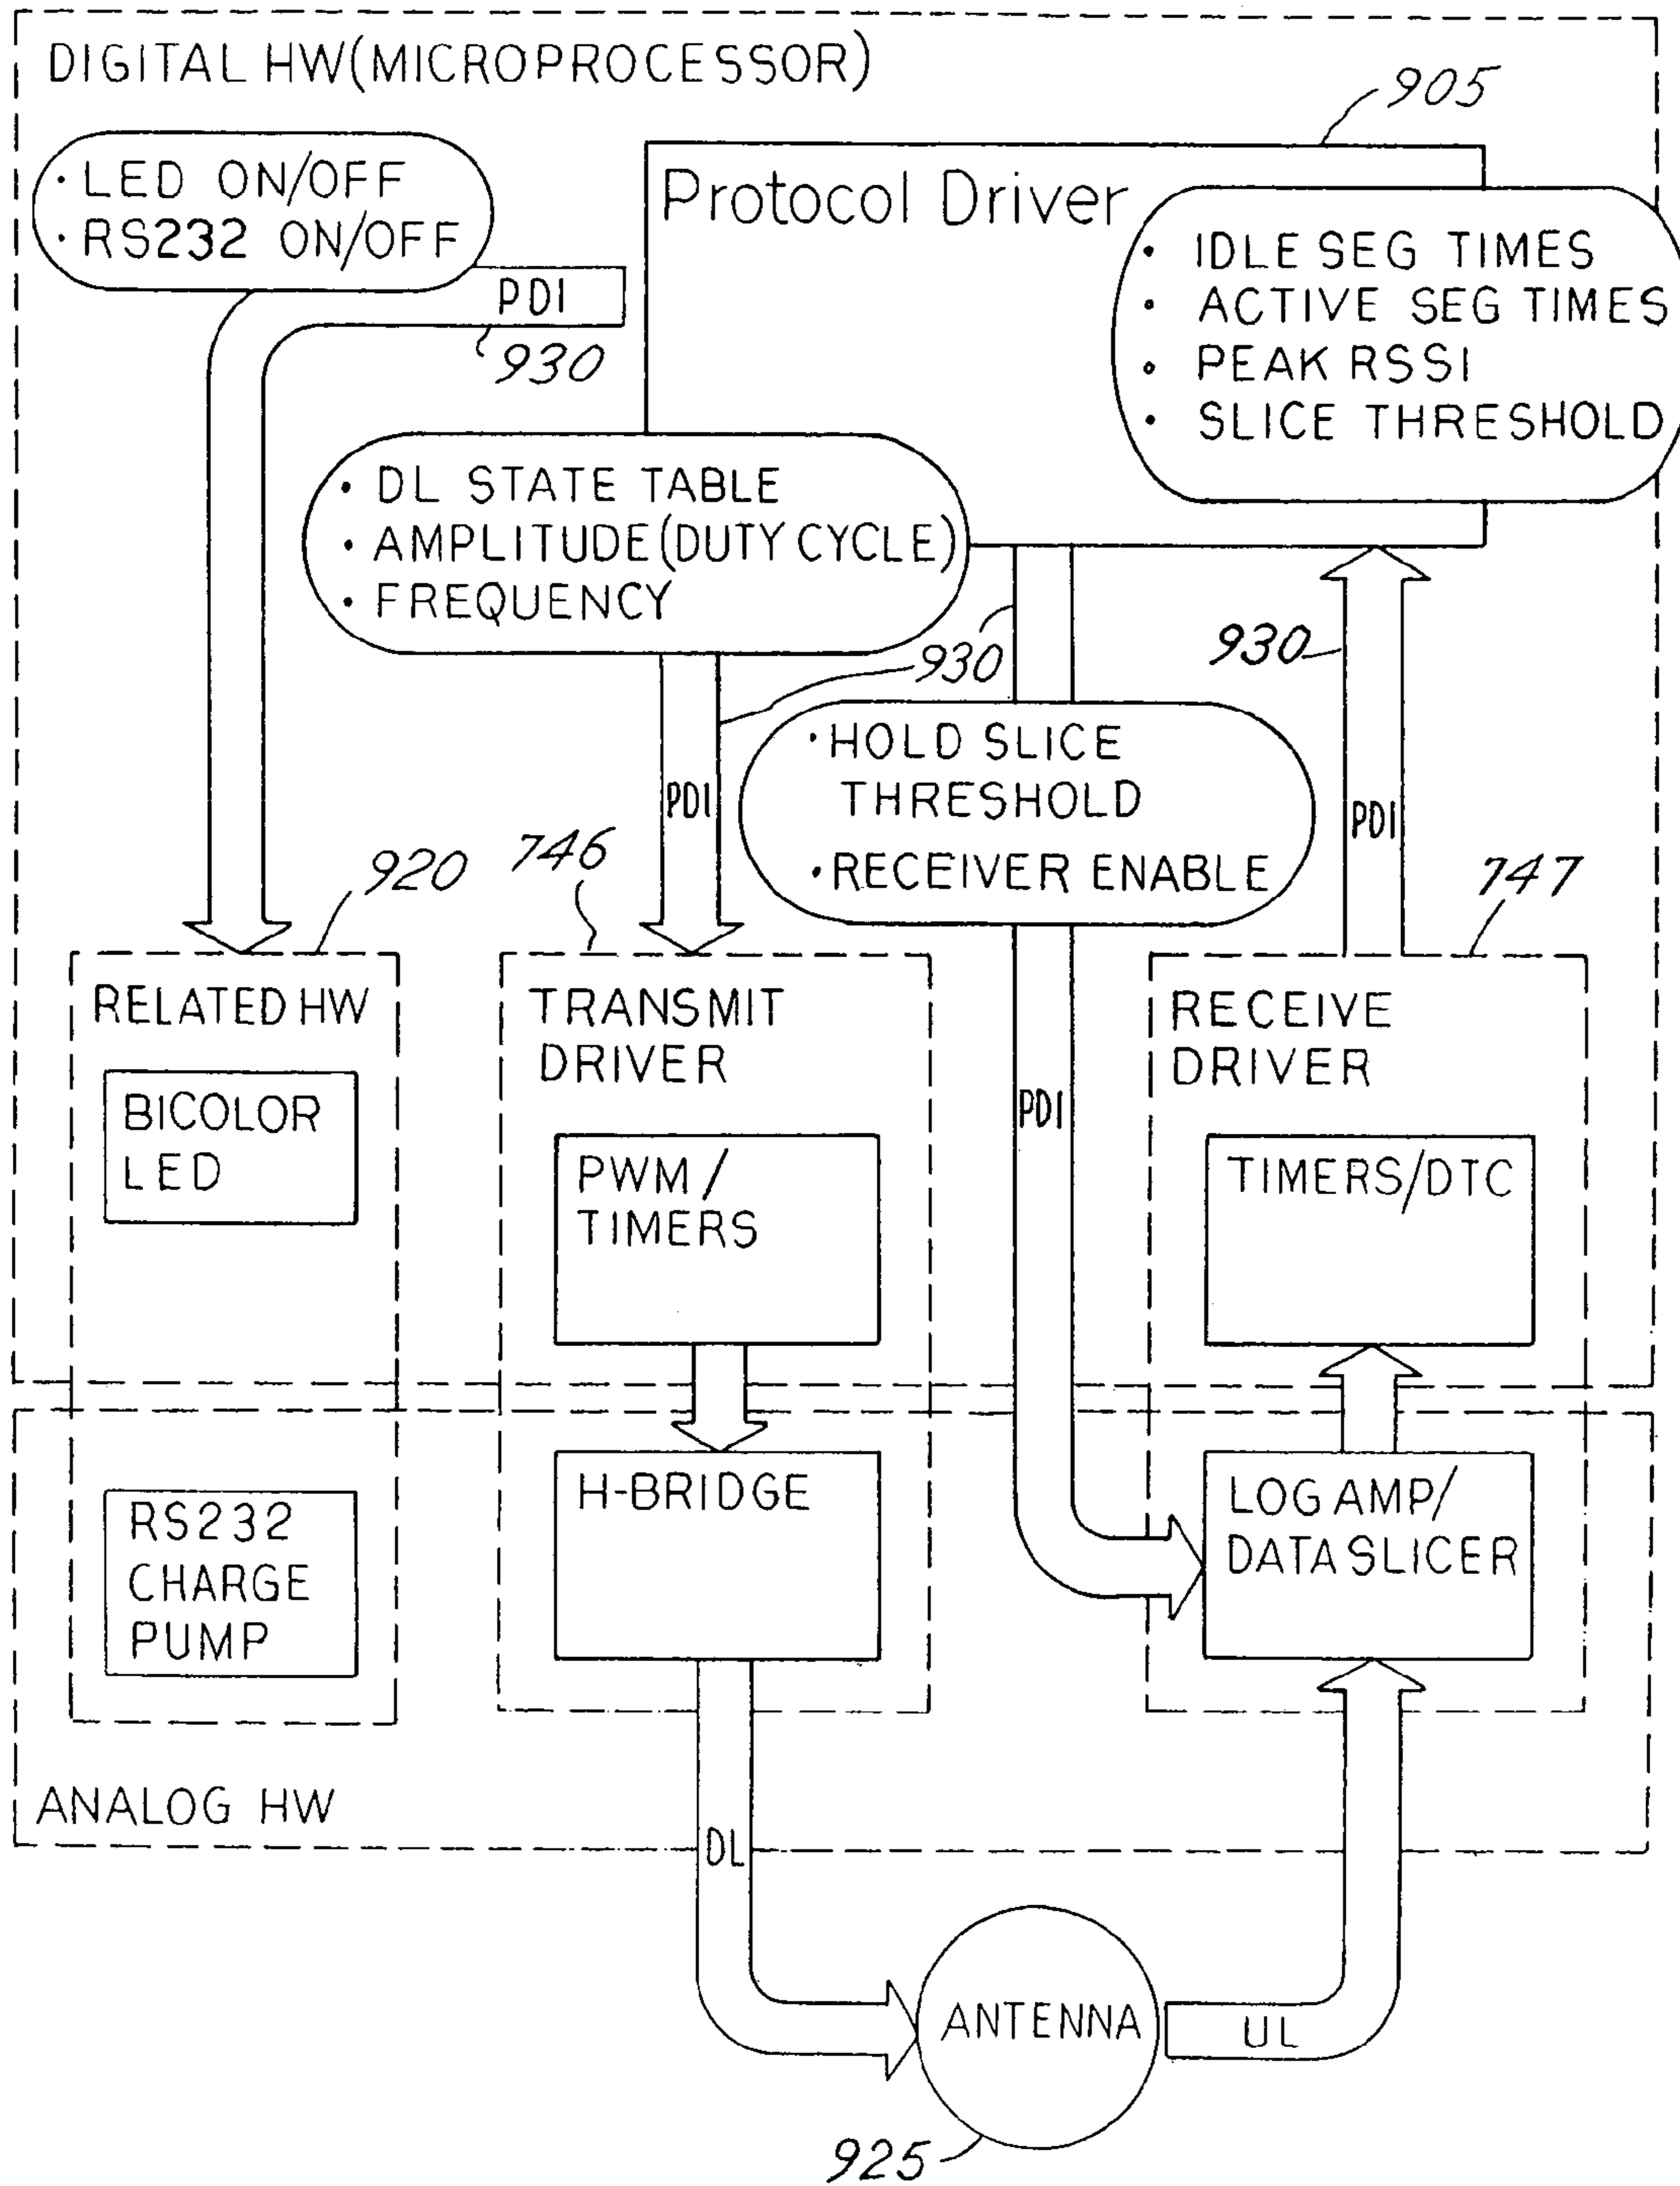 DIGITAL HW(MICROPROCESSOR)
905
· LED ON/OFF
· RS232 ON/OFF
PDI
930
Protocol Driver
· IDLE SEG TIMES
∘ ACTIVE SEG TIMES
∘ PEAK RSSI
· SLICE THRESHOLD
· DL STATE TABLE
· AMPLITUDE(DUTY CYCLE)
· FREQUENCY
930
930
PDI
· HOLD SLICE
THRESHOLD
· RECEIVER ENABLE
PDI
920
746
747
RELATED HW
BICOLOR
LED
TRANSMIT
DRIVER
PWM/
TIMERS
PDI
RECEIVE
DRIVER
TIMERS/DTC
RS232
CHARGE
PUMP
H-BRIDGE
LOG AMP/
DATA SLICER
ANALOG HW
DL
ANTENNA
UL
925